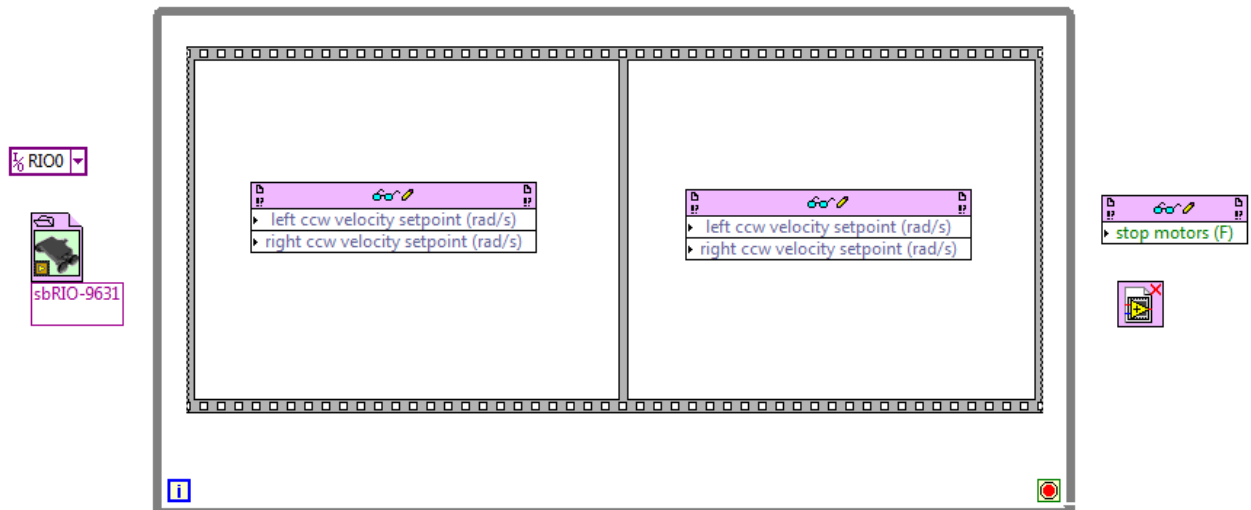 RIO0
sbRIO-9631
left ccw velocity setpoint (rad/s)
right ccw velocity setpoint (rad/s)
left ccw velocity setpoint (rad/s)
right ccw velocity setpoint (rad/s)
stop motors (F)
i